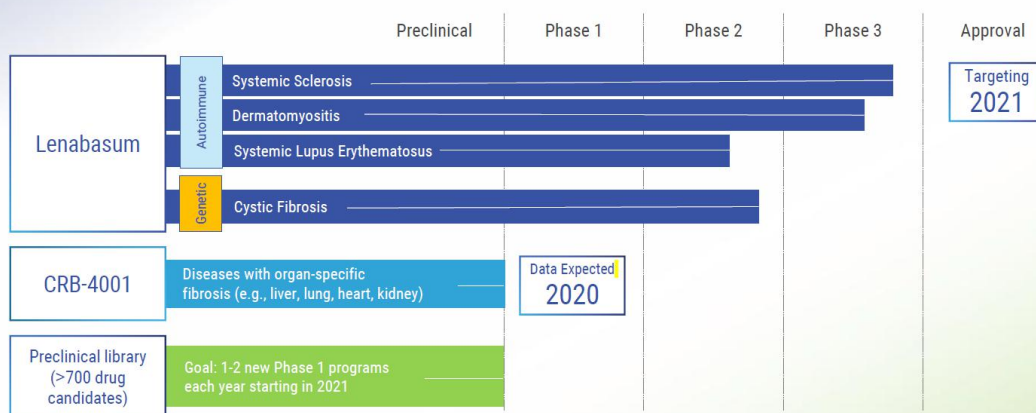 Preclinical
Phase 1
Phase 2
Phase 3
Approval
Lenabasum
Autoimmune
Systemic Sclerosis
Dermatomyositis
Systemic Lupus Erythematosus
Targeting
2021
Genetic
Cystic Fibrosis
CRB-4001
Diseases with organ-specific
fibrosis (e.g., liver, lung, heart, kidney)
Data Expected
2020
Preclinical library
(>700 drug
candidates)
Goal: 1-2 new Phase 1 programs
each year starting in 2021